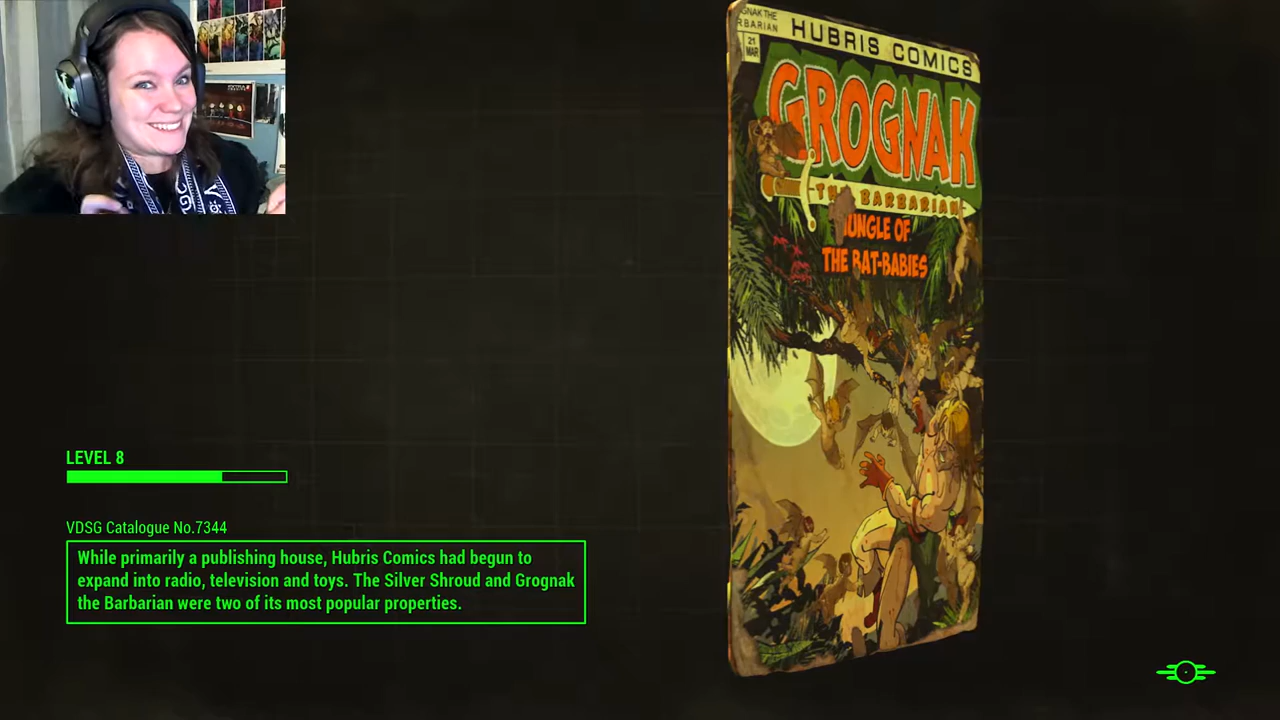 GNAK THE
RBARIAN
HUBRIS COMICS
21
MAR
GROGNAK
THE BARBARIAN
JUNGLE OF
THE BAT-BABIES
LEVEL 8
VDSG Catalogue No.7344
While primarily a publishing house, Hubris Comics had begun to
expand into radio, television and toys. The Silver Shroud and Grognak
the Barbarian were two of its most popular properties.